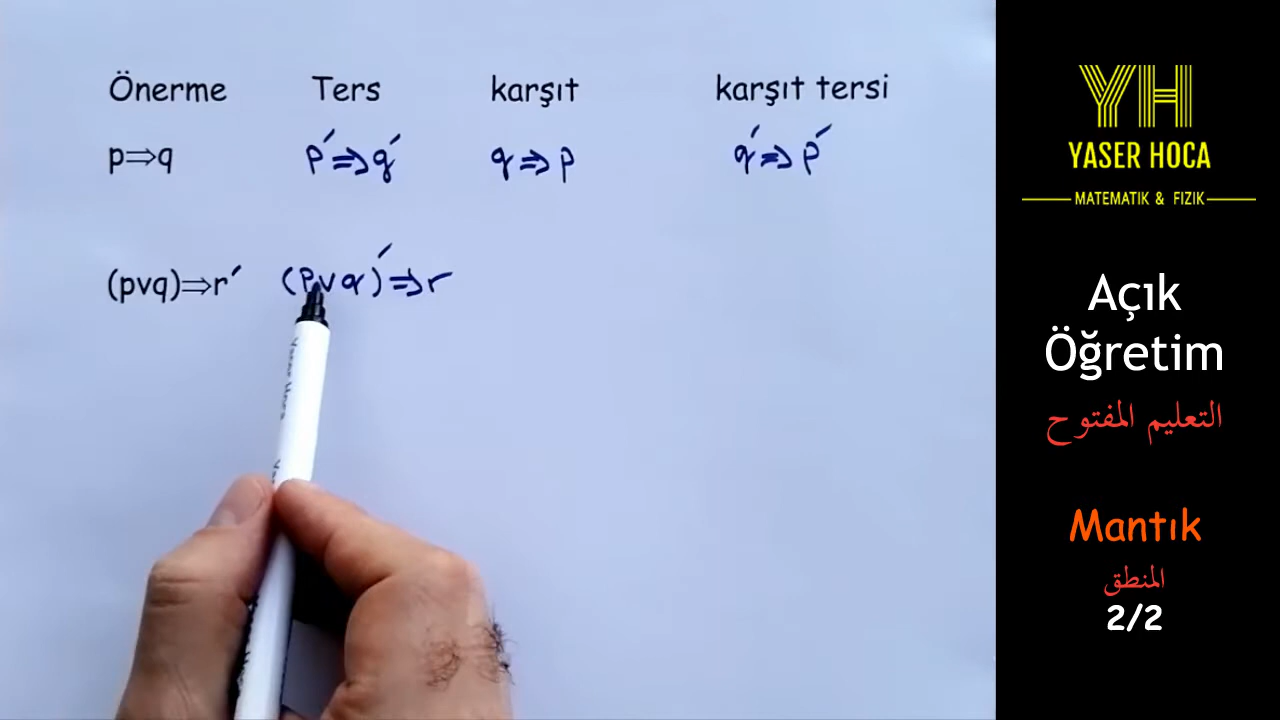 Önerme Ters karşıt karşıt tersi
p⇒q p′⇒q′ q⇒p q′⇒p′
(pvq)⇒r′ (pvq)′⇒r
YH
YASER HOCA
MATEMATIK & FIZIK
Açık
Öğretim
التعليم المفتوح
Mantık
المنطق
2/2